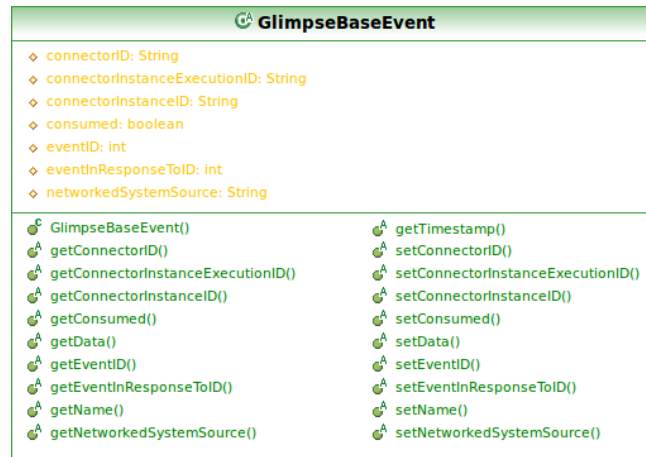 GlimpseBaseEvent
connectorID: String
connectorInstanceExecutionID: String
connectorInstanceID: String
consumed: boolean
eventID: int
eventInResponseToID: int
networkedSystemSource: String
GlimpseBaseEvent()
getConnectorID()
getConnectorInstanceExecutionID()
getConnectorInstanceID()
getConsumed()
getData()
getEventID()
getEventInResponseToID()
getName()
getNetworkedSystemSource()
getTimestamp()
setConnectorID()
setConnectorInstanceExecutionID()
setConnectorInstanceID()
setConsumed()
setData()
setEventID()
setEventInResponseToID()
setName()
setNetworkedSystemSource()